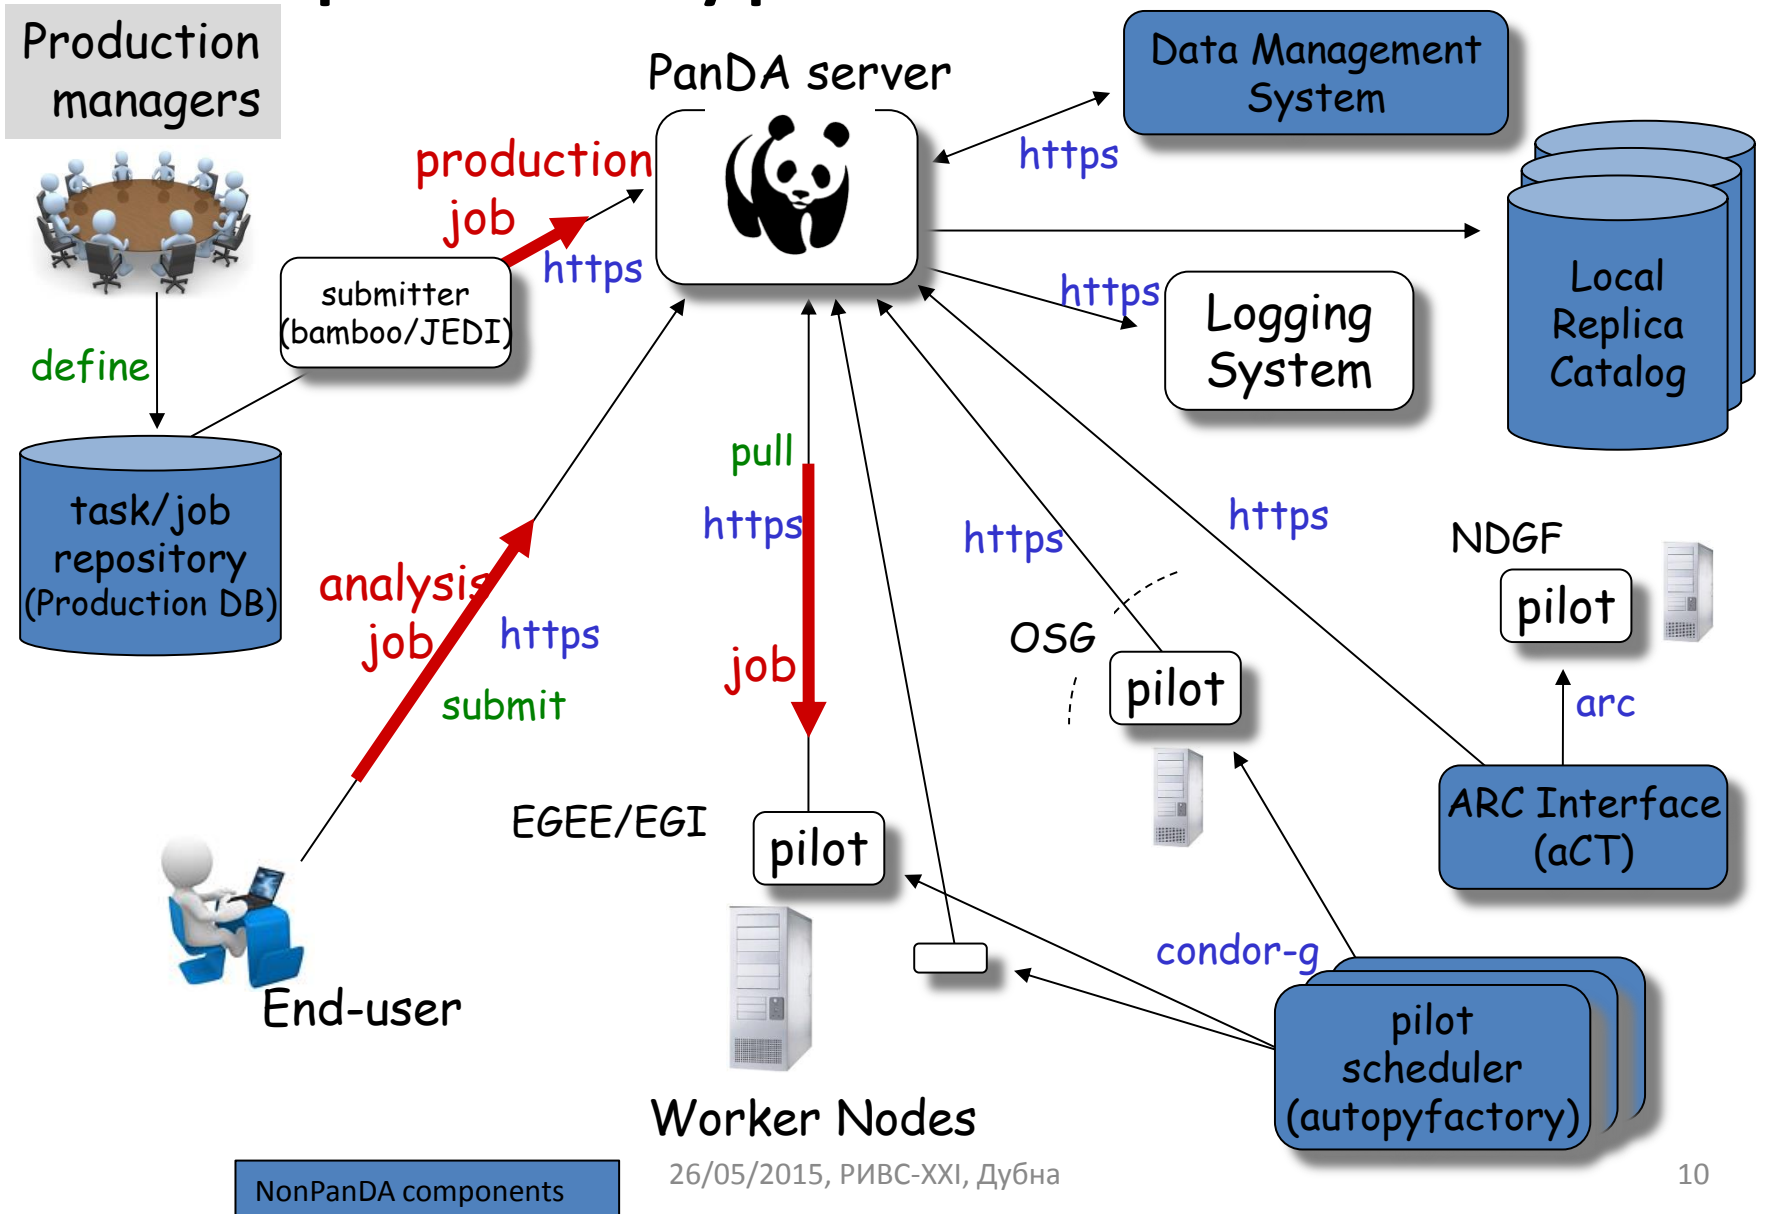 Production
managers
PanDA server
Data Management
System
production
job
https
https
submitter
(bamboo/JEDI)
https
Logging
System
Local
Replica
Catalog
define
pull
https
https
https
task/job
repository
(Production DB)
analysis
job
https
submit
job
OSG
pilot
NDGF
pilot
arc
ARC Interface
(aCT)
EGEE/EGI
pilot
condor-g
End-user
pilot
scheduler
(autopyfactory)
Worker Nodes
26/05/2015, РИВС-XXI, Дубна
10
NonPanDA components